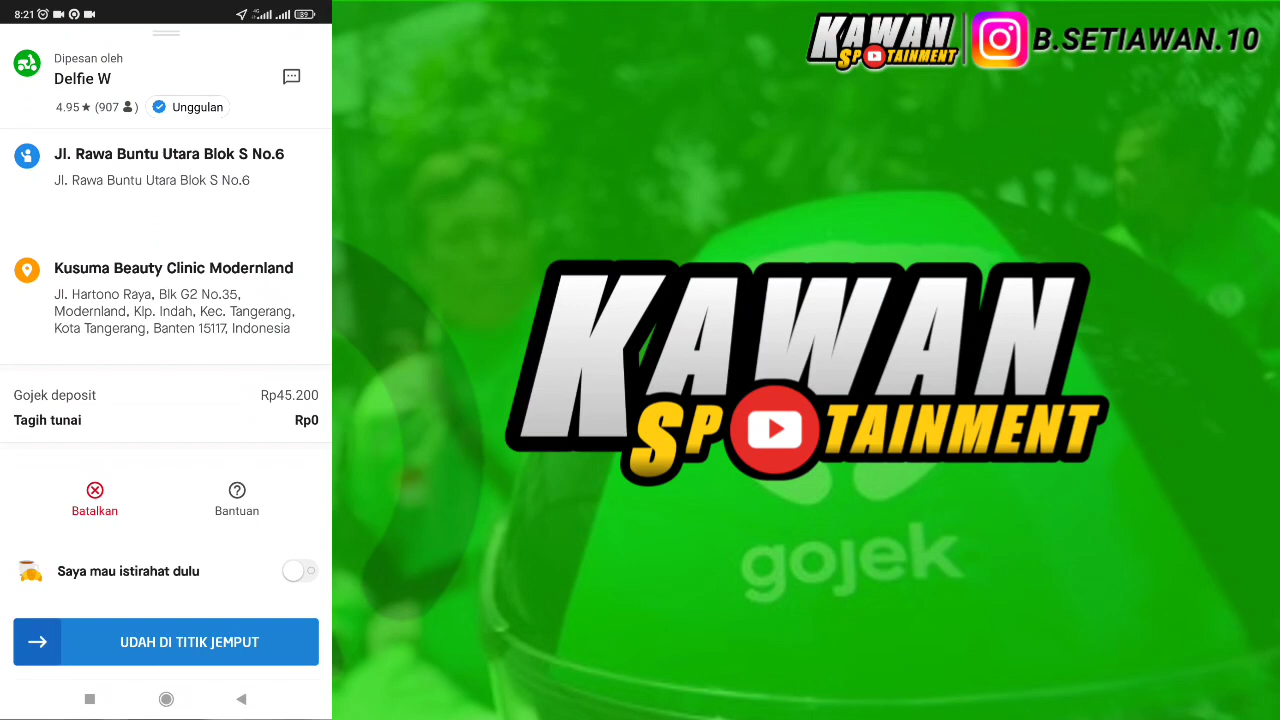 8:21
4G
89
Dipesan oleh
Delfie W
4.95★ (907 )
Unggulan
Jl. Rawa Buntu Utara Blok S No.6
Jl. Rawa Buntu Utara Blok S No.6
Kusuma Beauty Clinic Modernland
Jl. Hartono Raya, Blk G2 No.35,
Modernland, Klp. Indah, Kec. Tangerang,
Kota Tangerang, Banten 15117, Indonesia
Gojek deposit Rp45.200
Tagih tunai Rp0
Batalkan Bantuan
Saya mau istirahat dulu
UDAH DI TITIK JEMPUT
KAWAN
SPOTAINMENT
B.SETIAWAN.10
KAWAN
SPOTAINMENT
gojek